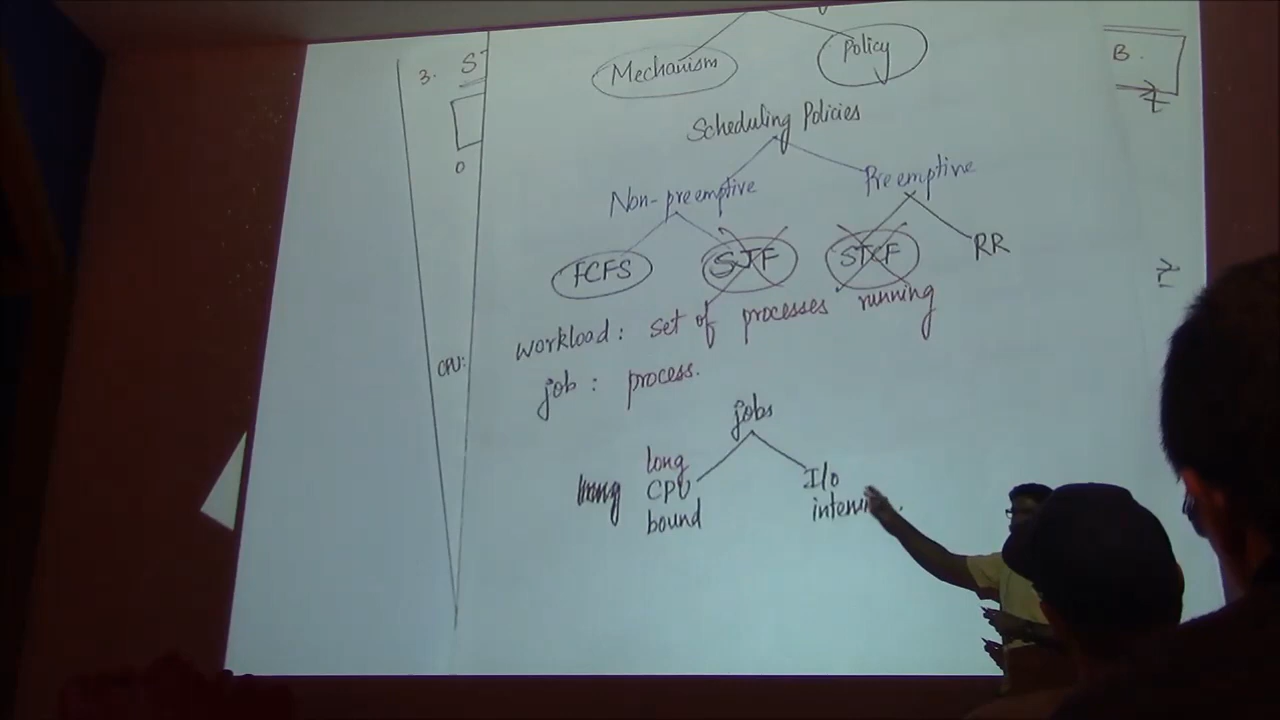 3. S
0
CPU:
Mechanism Policy
B.
Scheduling Policies
Non-preemptive Preemptive
FCFS SJF STCF RR
workload: set of processes running
job: process.
jobs
long
long CPU I/o
bound